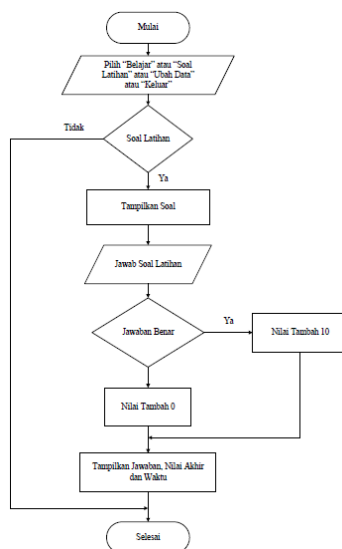 Mulai
Pilih “Belajar” atau “Soal
Latihan” atau “Ubah Data”
atau “Keluar”
Tidak
Soal Latihan
Ya
Tampilkan Soal
Jawab Soal Latihan
Jawaban Benar
Ya
Nilai Tambah 10
Nilai Tambah 0
Tampilkan Jawaban, Nilai Akhir
dan Waktu
Selesai